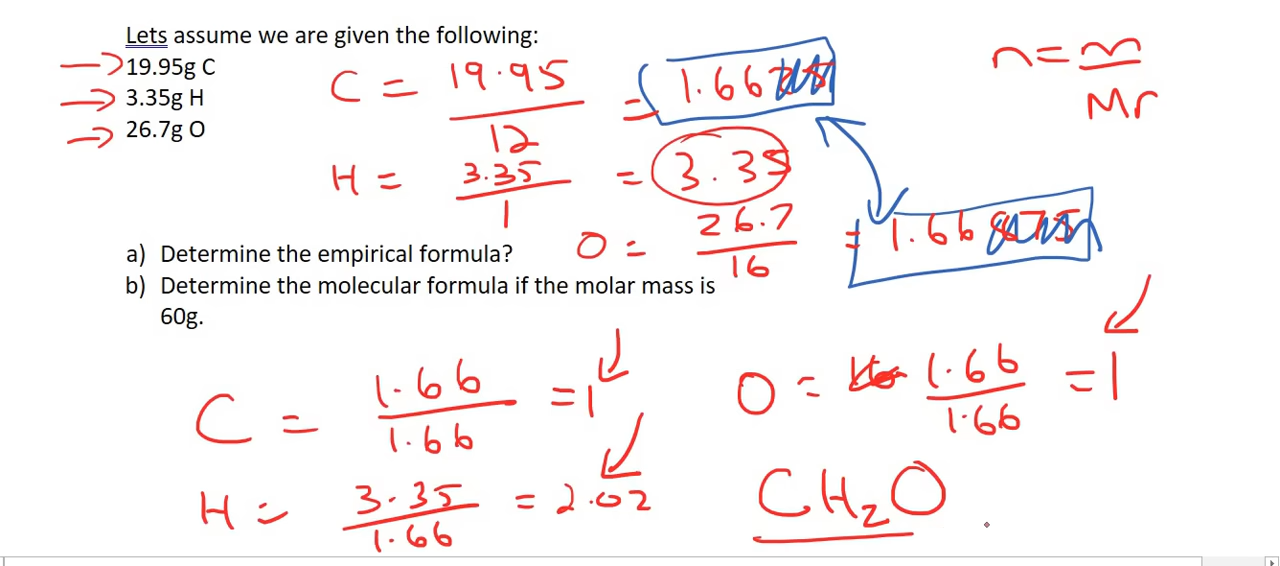 Lets assume we are given the following:
19.95g C
3.35g H
26.7g O
C = 19.95 / 12 = 1.66
H = 3.35 / 1 = 3.35
O = 26.7 / 16 = 1.66
n = m / Mr
a) Determine the empirical formula?
b) Determine the molecular formula if the molar mass is
60g.
C = 1.66 / 1.66 = 1
H = 3.35 / 1.66 = 2.02
O = 1.66 / 1.66 = 1
CH₂O